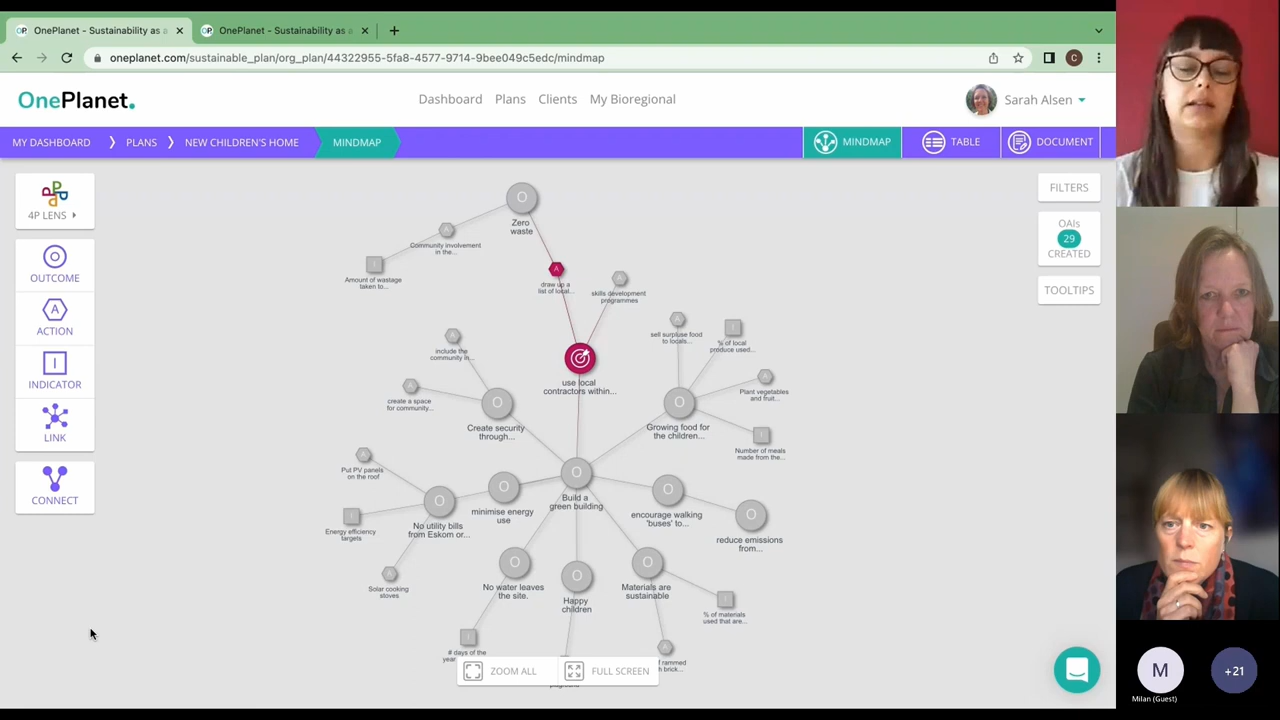 OnePlanet - Sustainability as a
OnePlanet - Sustainability as a
oneplanet.com/sustainable_plan/org_plan/44322955-5fa8-4577-9714-9bee049c5edc/mindmap
C
OnePlanet.
Dashboard Plans Clients My Bioregional
Sarah Alsen
MY DASHBOARD PLANS NEW CHILDREN'S HOME MINDMAP
MINDMAP TABLE DOCUMENT
4P LENS
OUTCOME
A
ACTION
I
INDICATOR
LINK
CONNECT
FILTERS
OAIs
29
CREATED
TOOLTIPS
O
Zero
waste
A
Community involvement
in the...
I
Amount of wastage
taken to...
A
draw up a
list of local...
A
skills development
programmes
use local
contractors within...
A
include the
community in...
A
create a space
for community...
O
Create security
through...
A
sell surpluse food
to locals...
I
% of local
produce used...
A
Plant vegetables
and fruit...
O
Growing food for
the children...
I
Number of meals
made from the...
A
Put PV panels
on the roof
I
Energy efficiency
targets
O
No utility bills
from Eskom or...
A
Solar cooking
stoves
O
minimise energy
use
O
Build a
green building
O
encourage walking
'buses' to...
O
reduce emissions
from...
O
No water leaves
the site.
O
Happy
children
O
Materials are
sustainable
I
% of materials
used that are...
I
# days of the
year
A
rammed
brick...
ZOOM ALL FULL SCREEN
M
Milan (Guest)
+21